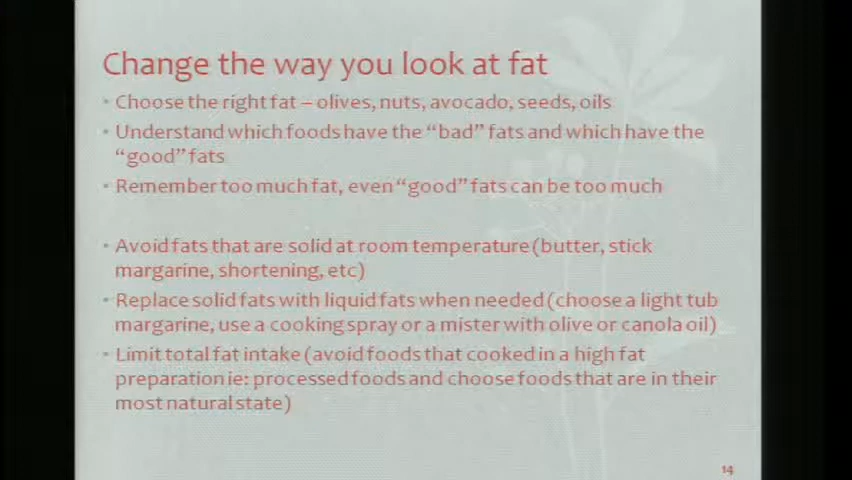 Change the way you look at fat
• Choose the right fat – olives, nuts, avocado, seeds, oils
• Understand which foods have the “bad” fats and which have the
“good” fats
• Remember too much fat, even “good” fats can be too much
• Avoid fats that are solid at room temperature (butter, stick
margarine, shortening, etc)
• Replace solid fats with liquid fats when needed (choose a light tub
margarine, use a cooking spray or a mister with olive or canola oil)
• Limit total fat intake (avoid foods that cooked in a high fat
preparation ie: processed foods and choose foods that are in their
most natural state)
14